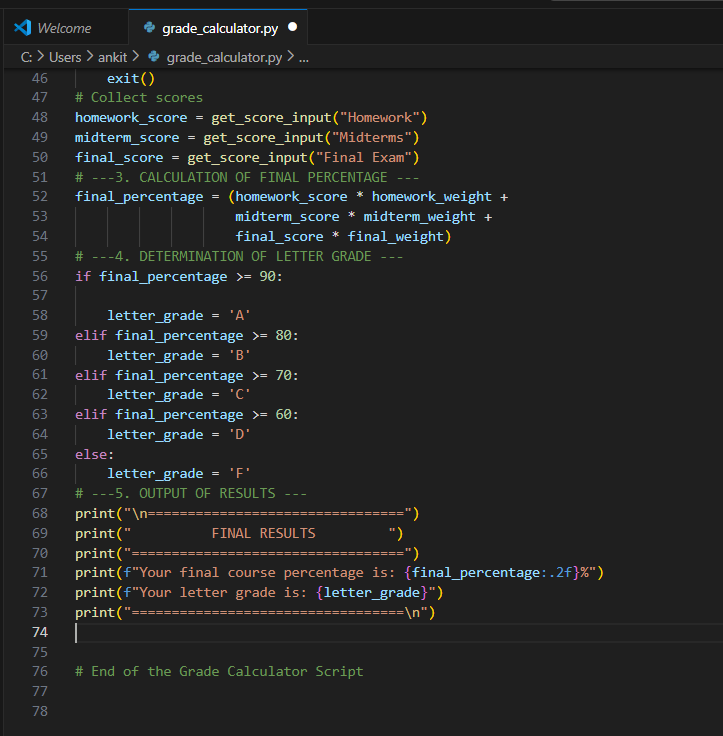 Welcome
grade_calculator.py
C: > Users > ankit > grade_calculator.py > ...
46 exit()
47 # Collect scores
48 homework_score = get_score_input("Homework")
49 midterm_score = get_score_input("Midterms")
50 final_score = get_score_input("Final Exam")
51 # ---3. CALCULATION OF FINAL PERCENTAGE ---
52 final_percentage = (homework_score * homework_weight +
53                     midterm_score * midterm_weight +
54                     final_score * final_weight)
55 # ---4. DETERMINATION OF LETTER GRADE ---
56 if final_percentage >= 90:
57
58     letter_grade = 'A'
59 elif final_percentage >= 80:
60     letter_grade = 'B'
61 elif final_percentage >= 70:
62     letter_grade = 'C'
63 elif final_percentage >= 60:
64     letter_grade = 'D'
65 else:
66     letter_grade = 'F'
67 # ---5. OUTPUT OF RESULTS ---
68 print("\n================================")
69 print("          FINAL RESULTS         ")
70 print("==================================")
71 print(f"Your final course percentage is: {final_percentage:.2f}%")
72 print(f"Your letter grade is: {letter_grade}")
73 print("==================================\n")
74
75
76 # End of the Grade Calculator Script
77
78